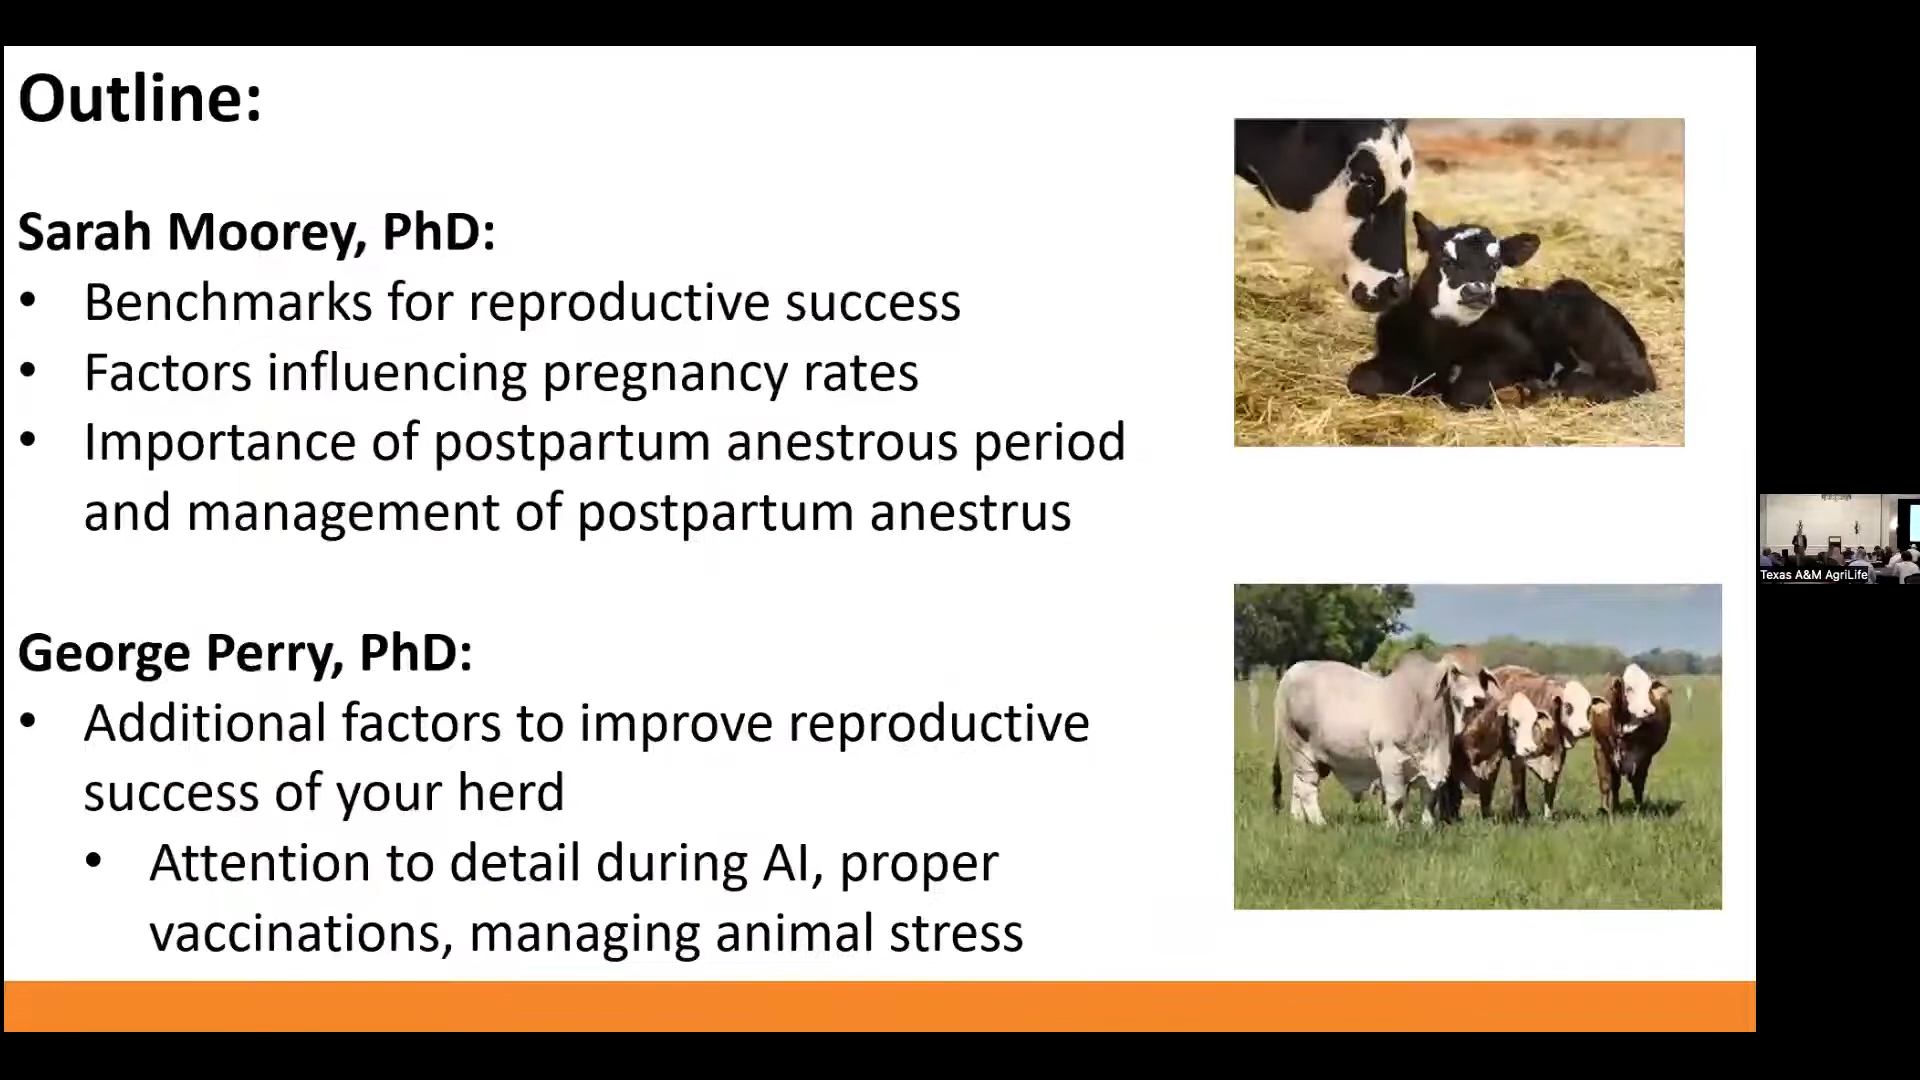 Outline:
Sarah Moorey, PhD:
• Benchmarks for reproductive success
• Factors influencing pregnancy rates
• Importance of postpartum anestrous period
and management of postpartum anestrus
George Perry, PhD:
• Additional factors to improve reproductive
success of your herd
• Attention to detail during AI, proper
vaccinations, managing animal stress
Texas A&M AgriLife